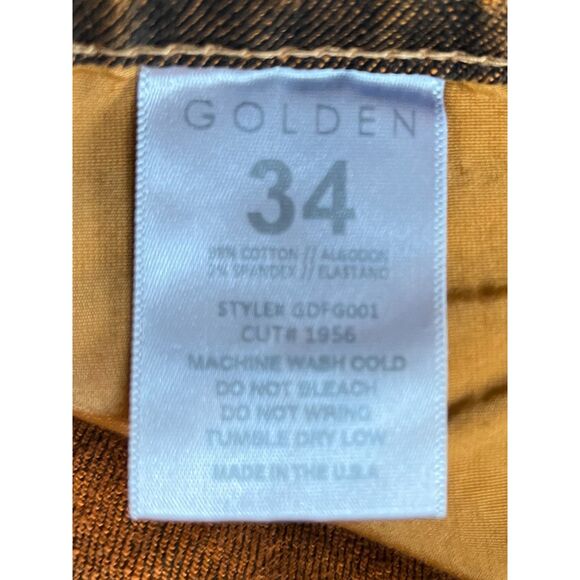 GOLDEN
34
98% COTTON // ALGODON
2% SPANDEX // ELASTANO
STYLE# GDFG001
CUT# 1956
MACHINE WASH COLD
DO NOT BLEACH
DO NOT WRING
TUMBLE DRY LOW
MADE IN THE U.S.A